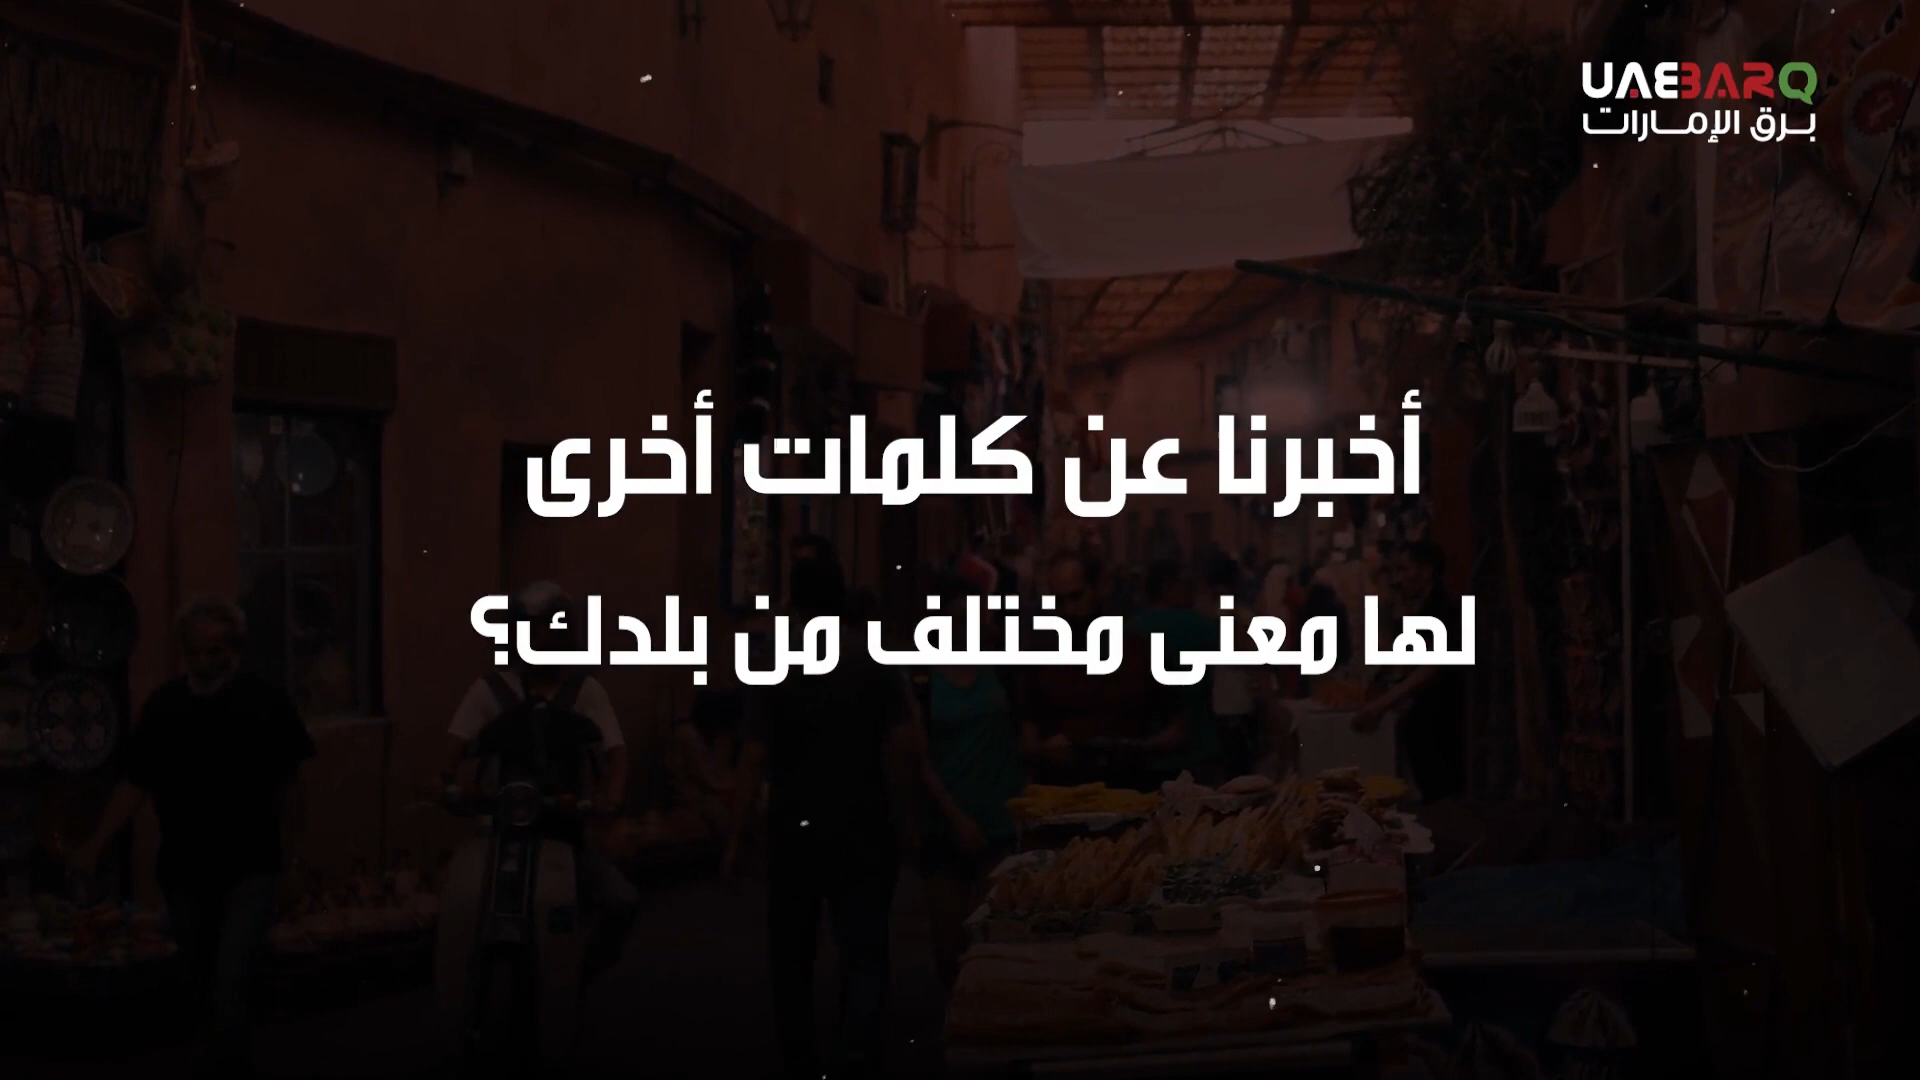 UAEBARQ
برق الإمارات
أخبرنا عن كلمات أخرى
لها معنى مختلف من بلدك؟